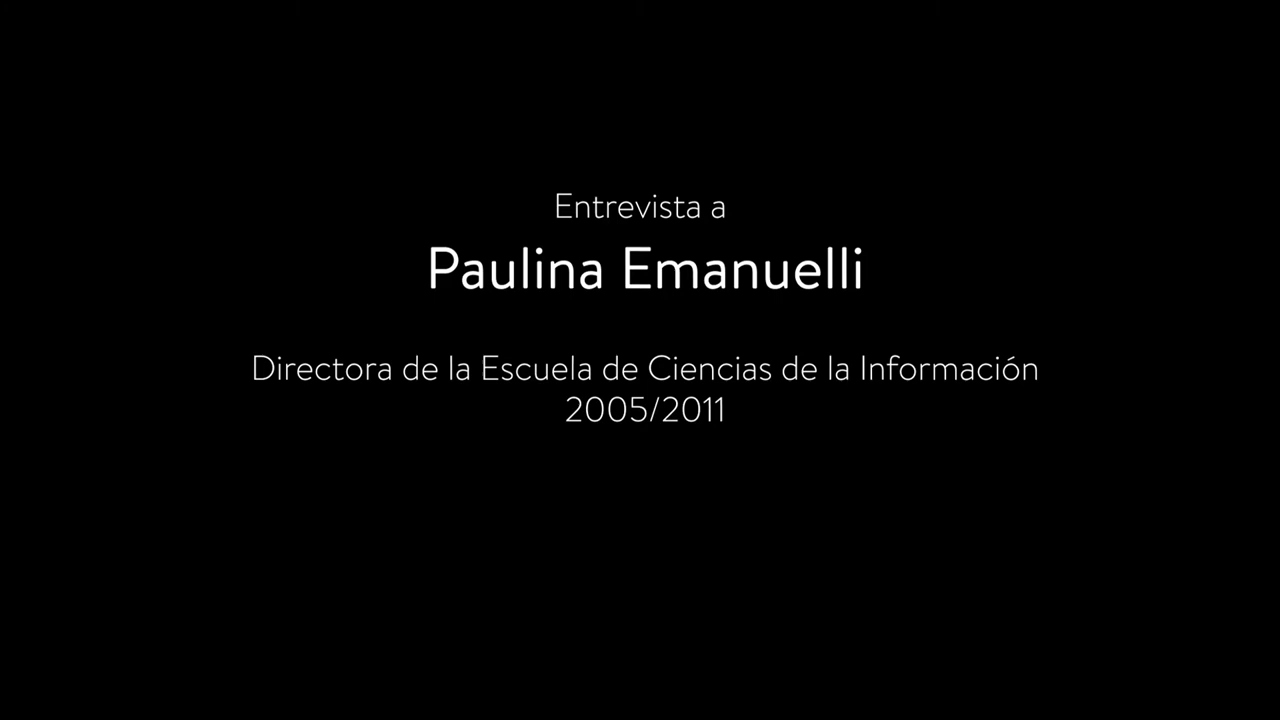 Entrevista a
Paulina Emanuelli
Directora de la Escuela de Ciencias de la Información
2005/2011